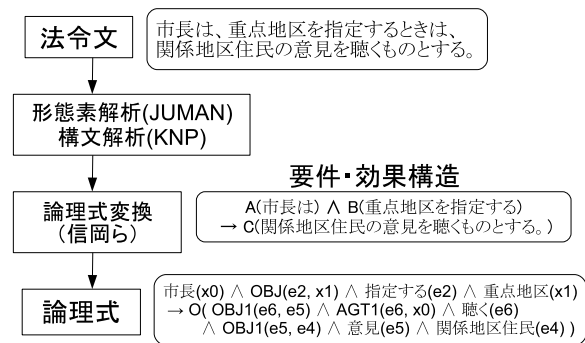 法令文
市長は、重点地区を指定するときは、
関係地区住民の意見を聴くものとする。
形態素解析(JUMAN)
構文解析(KNP)
要件・効果構造
論理式変換
(信岡ら)
A(市長は) ∧ B(重点地区を指定する)
→ C(関係地区住民の意見を聴くものとする。)
論理式
市長(x0) ∧ OBJ(e2, x1) ∧ 指定する(e2) ∧ 重点地区(x1)
→ O( OBJ1(e6, e5) ∧ AGT1(e6, x0) ∧ 聴く(e6)
∧ OBJ1(e5, e4) ∧ 意見(e5) ∧ 関係地区住民(e4) )